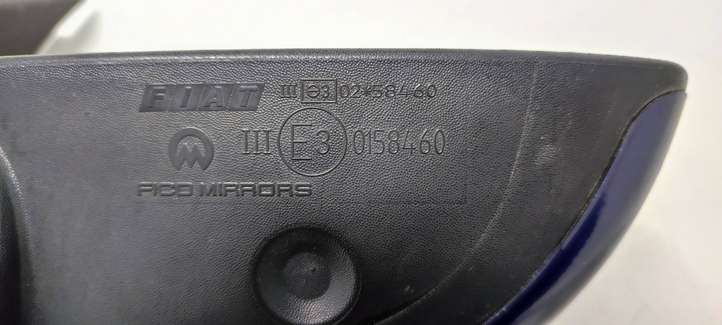 FIAT III e3 02*58460
III E3 0158460
FICO MIRRORS